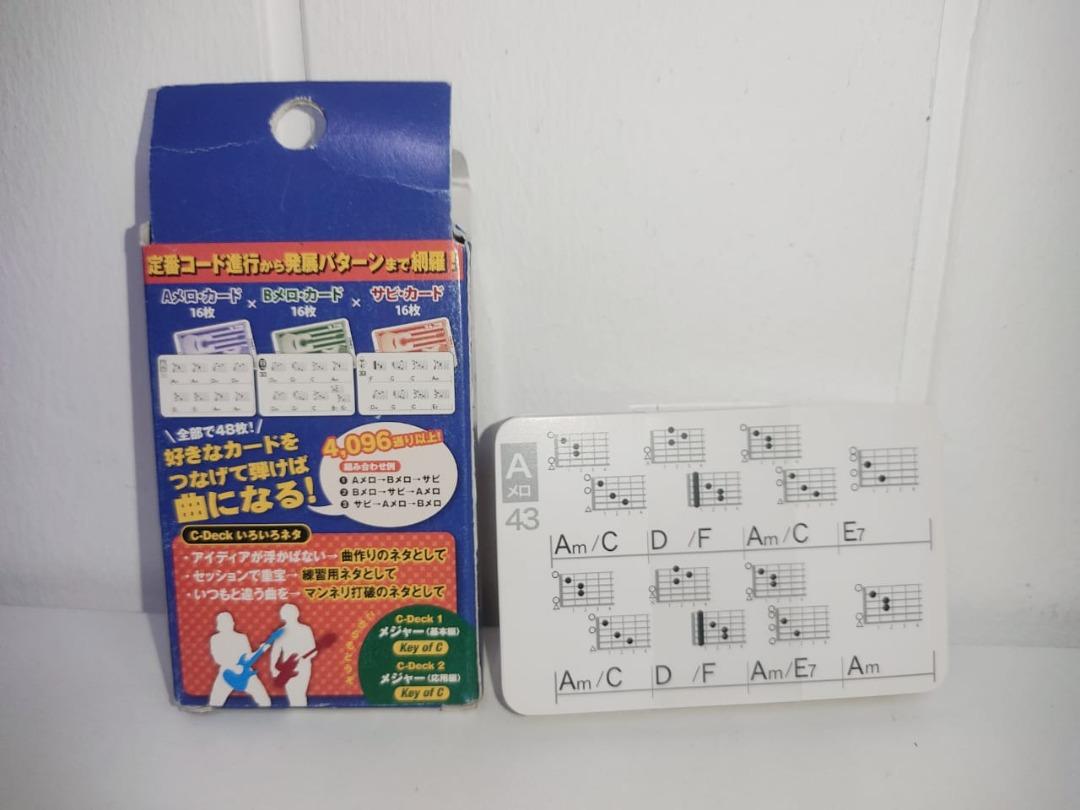 定番コード進行から発展パターンまで網羅
Aメロ・カード × Bメロ・カード × サビ・カード
16枚 16枚 16枚
\全部で48枚!/
好きなカードを
つなげて弾けば
曲になる!
4,096通り以上!
組み合わせ例
❶ Aメロ→Bメロ→サビ
❷ Bメロ→サビ→Aメロ
❸ サビ→Aメロ→Bメロ
C-Deck いろいろネタ
・アイディアが浮かばない→ 曲作りのネタとして
・セッションで重宝→ 練習用ネタとして
・いつもと違う曲を→ マンネリ打破のネタとして
C-Deck 1
メジャー〈基本編〉
Key of C
C-Deck 2
メジャー〈応用編〉
Key of C
A
メロ
43
Am/C D /F Am/C E7
Am/C D /F Am/E7 Am